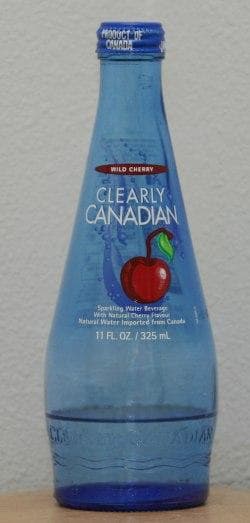 PRODUCT OF
CANADA
WILD CHERRY
CLEARLY
CANADIAN
Sparkling Water Beverage
With Natural Cherry Flavour
Natural Water Imported from Canada
11 FL. OZ. / 325 mL